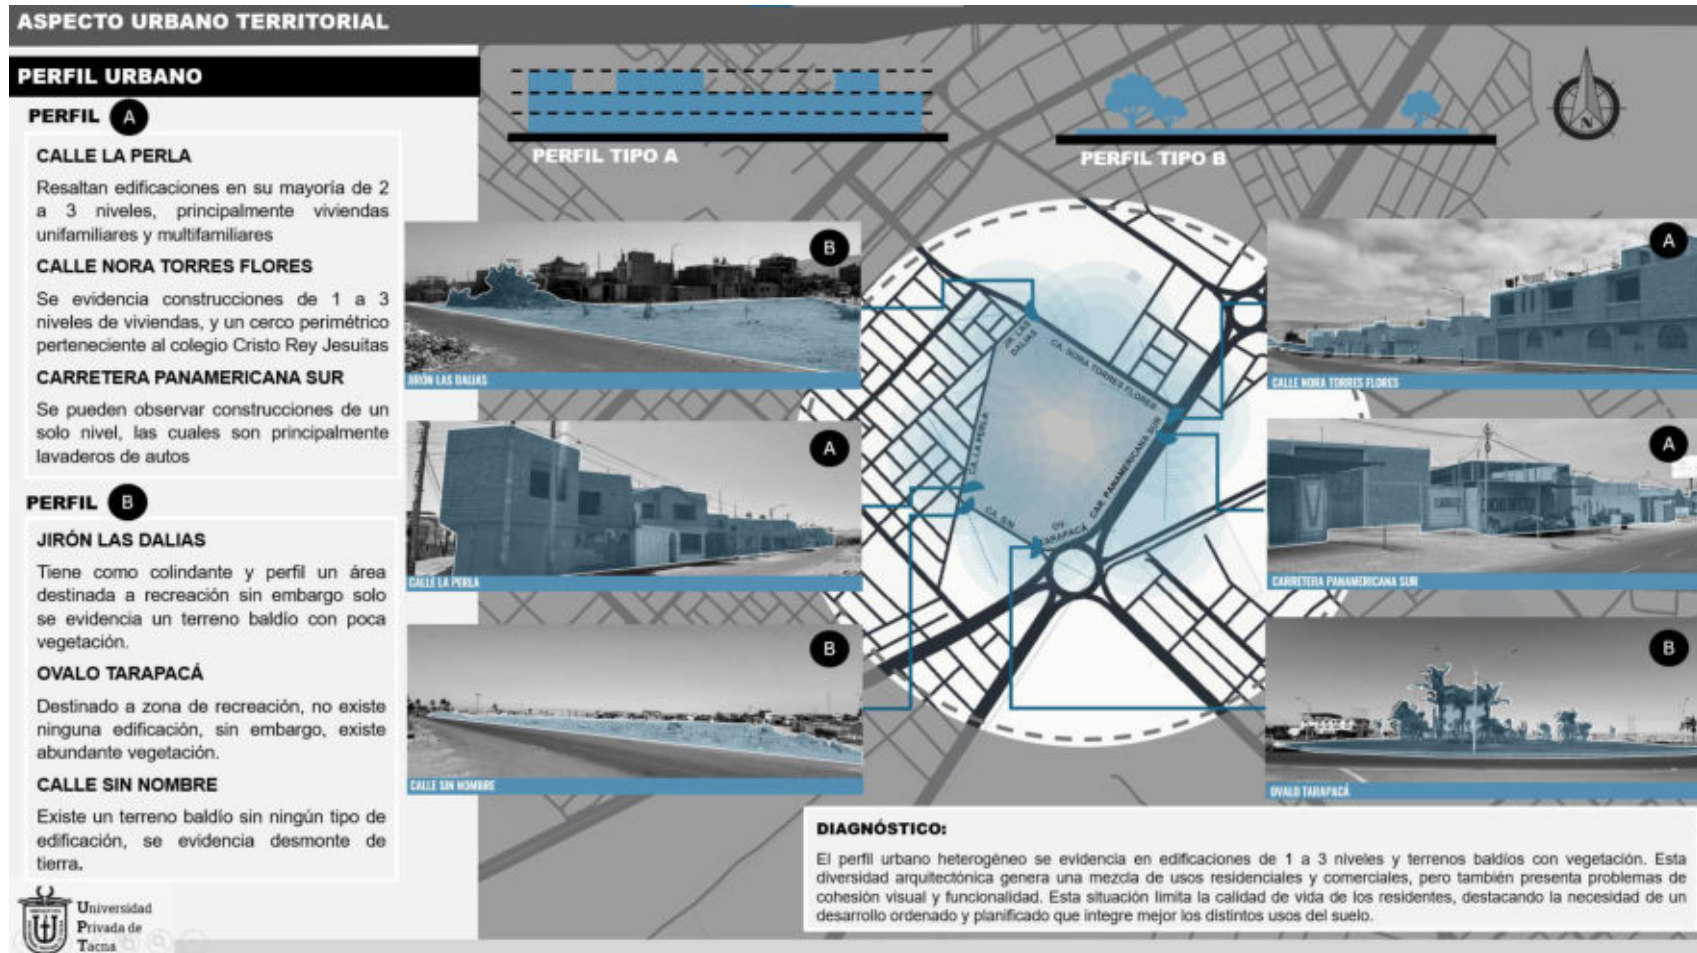 ASPECTO URBANO TERRITORIAL
PERFIL URBANO
PERFIL A
CALLE LA PERLA
Resaltan edificaciones en su mayoría de 2
a 3 niveles, principalmente viviendas
unifamiliares y multifamiliares
CALLE NORA TORRES FLORES
Se evidencia construcciones de 1 a 3
niveles de viviendas, y un cerco perimétrico
perteneciente al colegio Cristo Rey Jesuitas
CARRETERA PANAMERICANA SUR
Se pueden observar construcciones de un
solo nivel, las cuales son principalmente
lavaderos de autos
PERFIL B
JIRÓN LAS DALIAS
Tiene como colindante y perfil un área
destinada a recreación sin embargo solo
se evidencia un terreno baldío con poca
vegetación.
OVALO TARAPACÁ
Destinado a zona de recreación, no existe
ninguna edificación, sin embargo, existe
abundante vegetación.
CALLE SIN NOMBRE
Existe un terreno baldío sin ningún tipo de
edificación, se evidencia desmonte de
tierra.
Universidad
Privada de
Tacna
PERFIL TIPO A
PERFIL TIPO B
N
B
JIRÓN LAS DALIAS
A
CALLE LA PERLA
B
CALLE SIN NOMBRE
JR. LAS
DALIAS
CA. NORA TORRES FLORES
CA. LA PERLA
CAR. PANAMERICANA SUR
CA. S/N
OV.
TARAPACÁ
A
CALLE NORA TORRES FLORES
A
CARRETERA PANAMERICANA SUR
B
OVALO TARAPACÁ
DIAGNÓSTICO:
El perfil urbano heterogéneo se evidencia en edificaciones de 1 a 3 niveles y terrenos baldíos con vegetación. Esta
diversidad arquitectónica genera una mezcla de usos residenciales y comerciales, pero también presenta problemas de
cohesión visual y funcionalidad. Esta situación limita la calidad de vida de los residentes, destacando la necesidad de un
desarrollo ordenado y planificado que integre mejor los distintos usos del suelo.